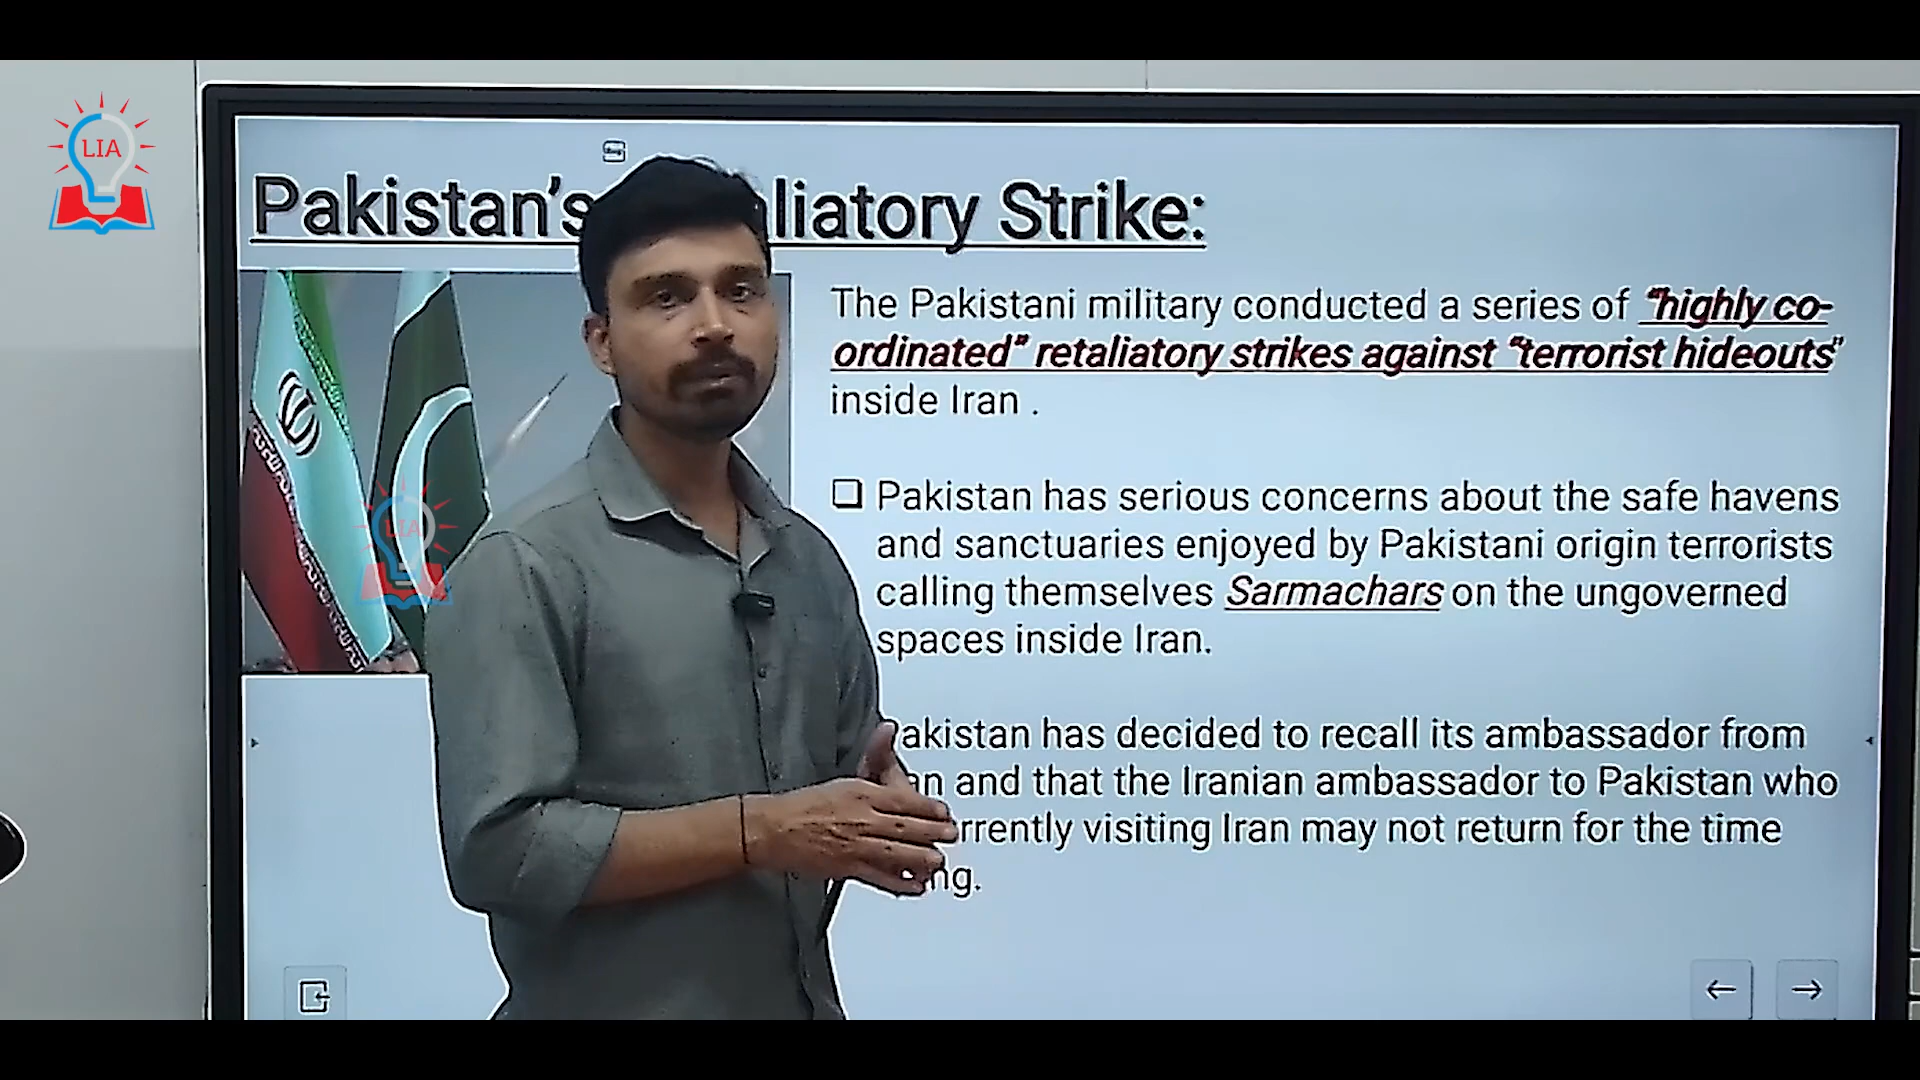 LIA
Pakistan's liatory Strike:
The Pakistani military conducted a series of "highly co-
ordinated" retaliatory strikes against "terrorist hideouts"
inside Iran .
❑ Pakistan has serious concerns about the safe havens
and sanctuaries enjoyed by Pakistani origin terrorists
calling themselves Sarmachars on the ungoverned
spaces inside Iran.
Pakistan has decided to recall its ambassador from
an and that the Iranian ambassador to Pakistan who
rrently visiting Iran may not return for the time
ng.
LIA